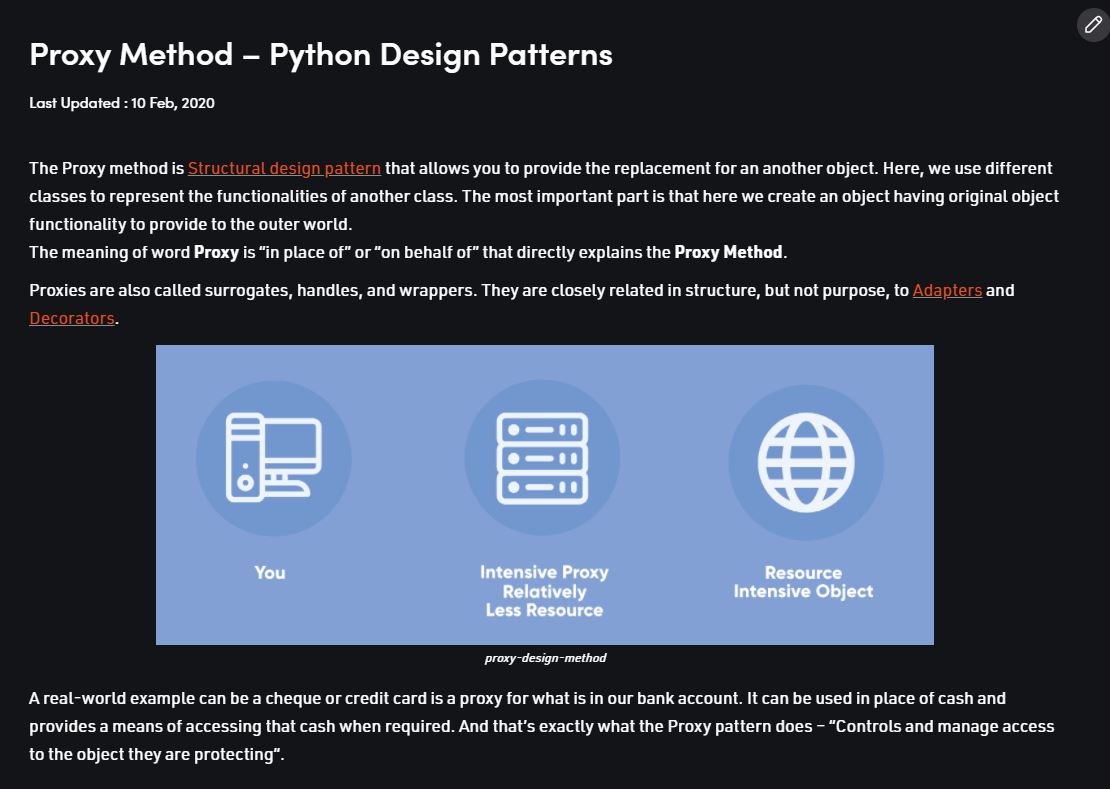 Proxy Method – Python Design Patterns
Last Updated : 10 Feb, 2020
The Proxy method is Structural design pattern that allows you to provide the replacement for an another object. Here, we use different
classes to represent the functionalities of another class. The most important part is that here we create an object having original object
functionality to provide to the outer world.
The meaning of word Proxy is “in place of” or “on behalf of” that directly explains the Proxy Method.
Proxies are also called surrogates, handles, and wrappers. They are closely related in structure, but not purpose, to Adapters and
Decorators.
You
Intensive Proxy
Relatively
Less Resource
Resource
Intensive Object
proxy-design-method
A real-world example can be a cheque or credit card is a proxy for what is in our bank account. It can be used in place of cash and
provides a means of accessing that cash when required. And that’s exactly what the Proxy pattern does – “Controls and manage access
to the object they are protecting“.